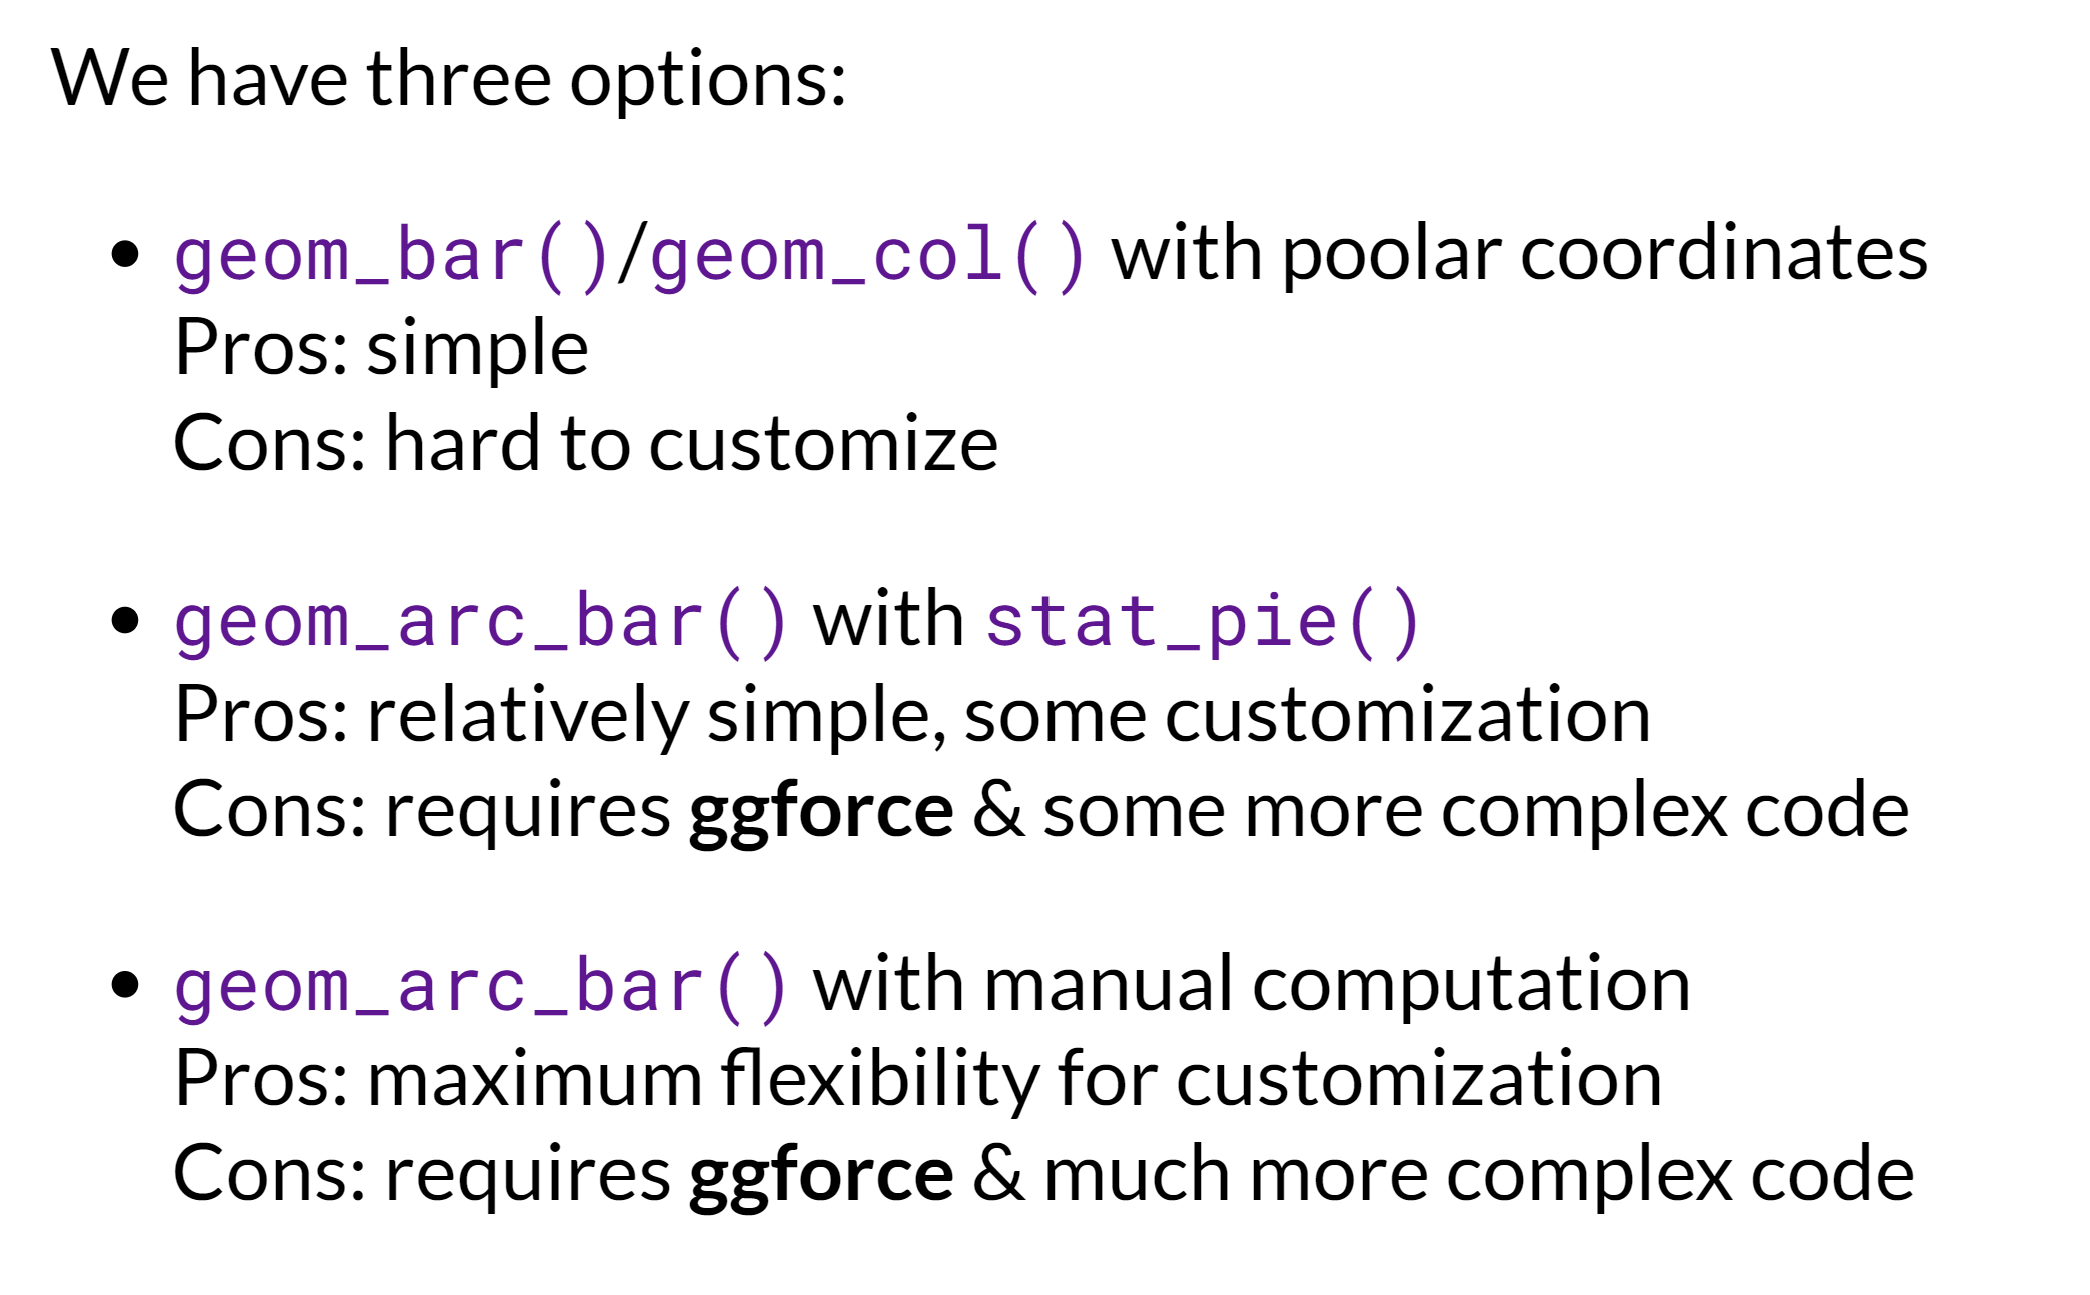 We have three options:
• geom_bar()/geom_col() with poolar coordinates
Pros: simple
Cons: hard to customize
• geom_arc_bar() with stat_pie()
Pros: relatively simple, some customization
Cons: requires ggforce & some more complex code
• geom_arc_bar() with manual computation
Pros: maximum flexibility for customization
Cons: requires ggforce & much more complex code